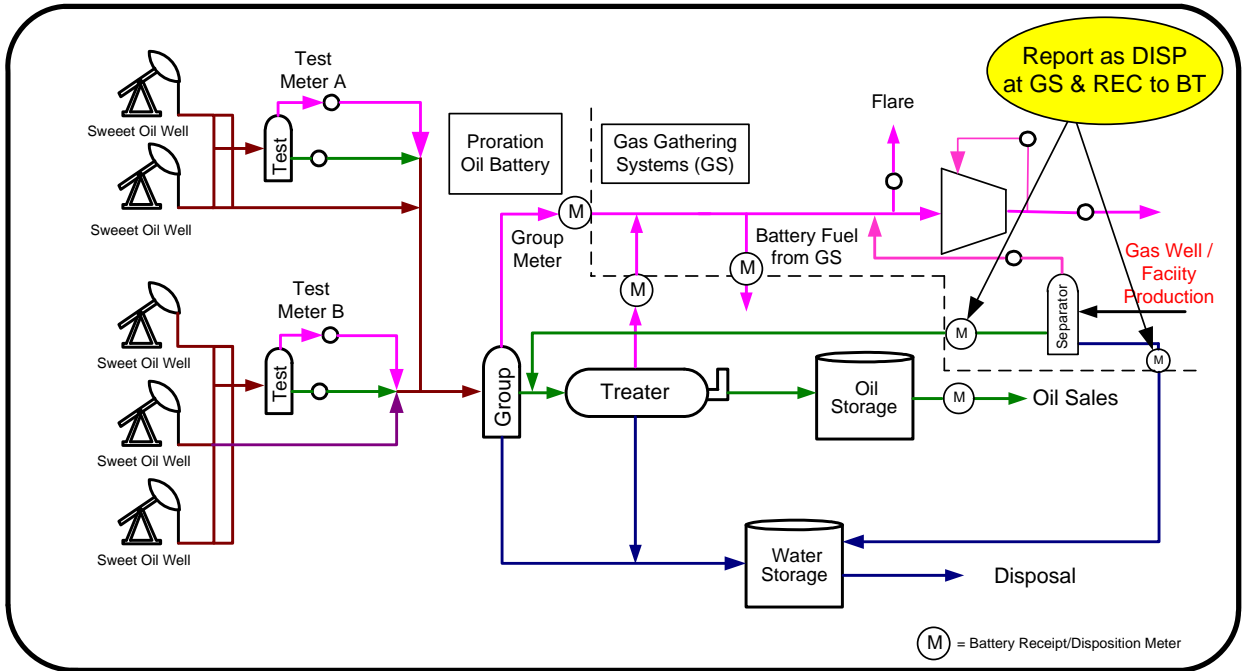 Report as DISP
at GS & REC to BT
Test
Meter A
Sweeet Oil Well
Test
Sweeet Oil Well
Proration
Oil Battery
Gas Gathering
Systems (GS)
Flare
M
Group
Meter
Battery Fuel
from GS
M
M
Gas Well /
Faciity
Production
Separator
M
M
Test
Meter B
Sweet Oil Well
Test
Sweet Oil Well
Sweet Oil Well
Group
Treater
Oil
Storage
M
Oil Sales
Water
Storage
Disposal
M = Battery Receipt/Disposition Meter